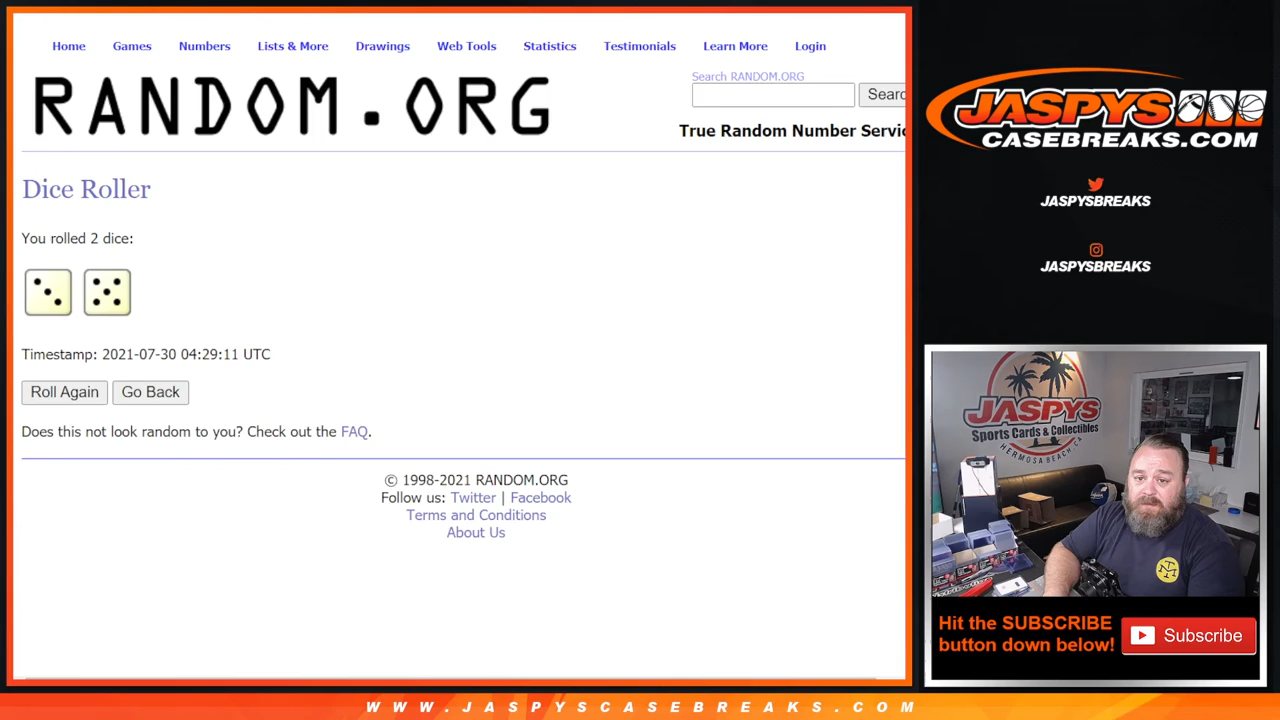 Home Games Numbers Lists & More Drawings Web Tools Statistics Testimonials Learn More Login
RANDOM.ORG
Search RANDOM.ORG
Searc
True Random Number Servic
Dice Roller
You rolled 2 dice:
Timestamp: 2021-07-30 04:29:11 UTC
Roll Again Go Back
Does this not look random to you? Check out the FAQ.
© 1998-2021 RANDOM.ORG
Follow us: Twitter | Facebook
Terms and Conditions
About Us
JASPYS
CASEBREAKS.COM
JASPYSBREAKS
JASPYSBREAKS
JASPYS
Sports Cards & Collectibles
HERMOSA BEACH, CA
Hit the SUBSCRIBE
button down below!
Subscribe
WWW.JASPYSCASEBREAKS.COM